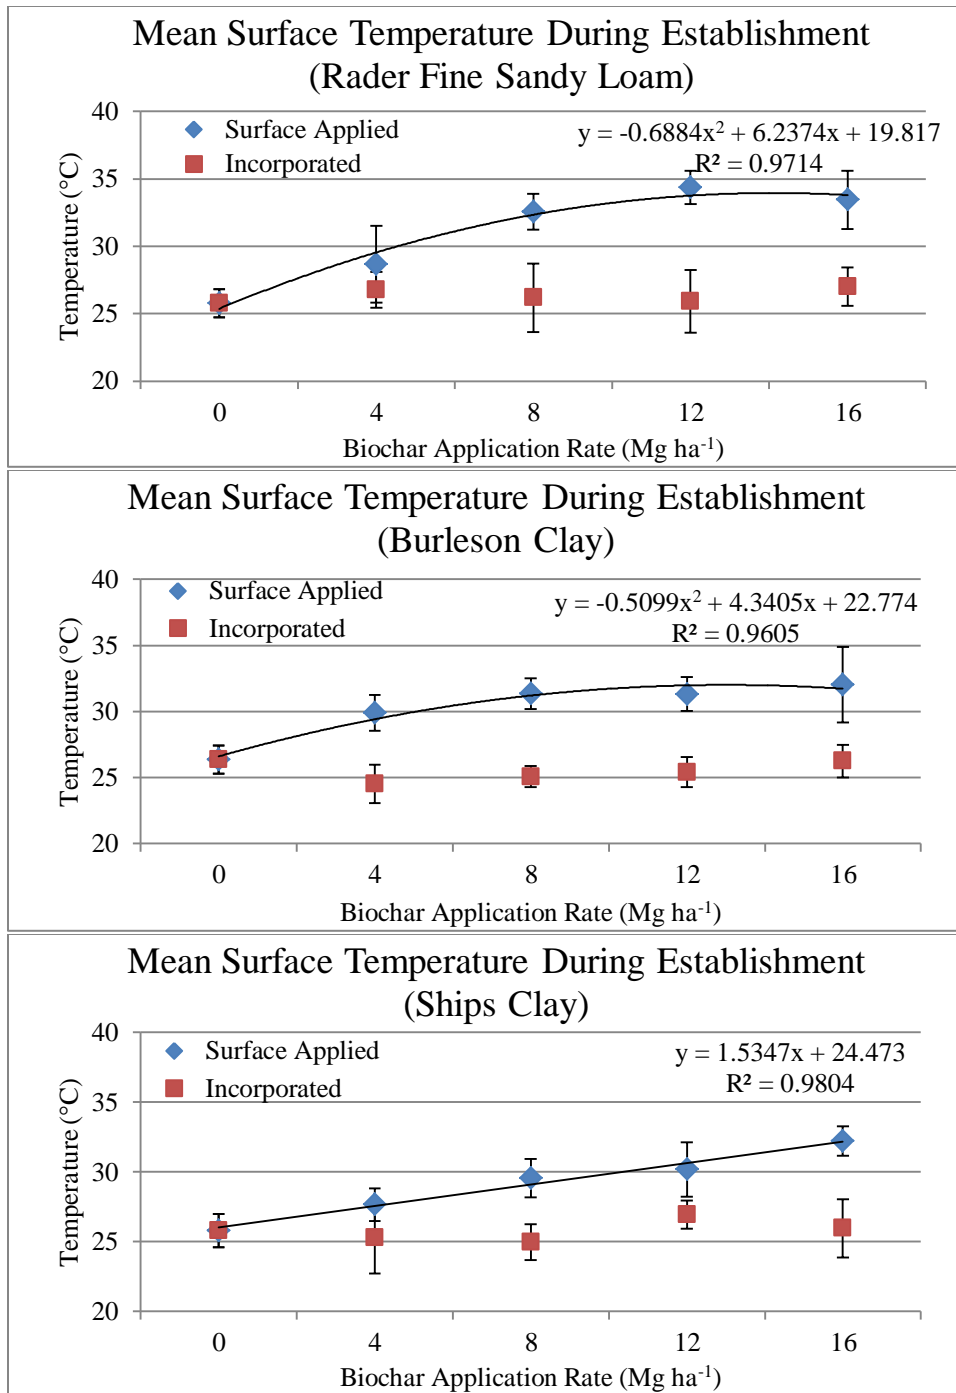 Mean Surface Temperature During Establishment
(Rader Fine Sandy Loam)
40
35
30
25
20
Temperature (°C)
Surface Applied
Incorporated
y = -0.6884x² + 6.2374x + 19.817
R² = 0.9714
0 4 8 12 16
Biochar Application Rate (Mg ha⁻¹)
Mean Surface Temperature During Establishment
(Burleson Clay)
40
35
30
25
20
Temperature (°C)
Surface Applied
Incorporated
y = -0.5099x² + 4.3405x + 22.774
R² = 0.9605
0 4 8 12 16
Biochar Application Rate (Mg ha⁻¹)
Mean Surface Temperature During Establishment
(Ships Clay)
40
35
30
25
20
Temperature (°C)
Surface Applied
Incorporated
y = 1.5347x + 24.473
R² = 0.9804
0 4 8 12 16
Biochar Application Rate (Mg ha⁻¹)